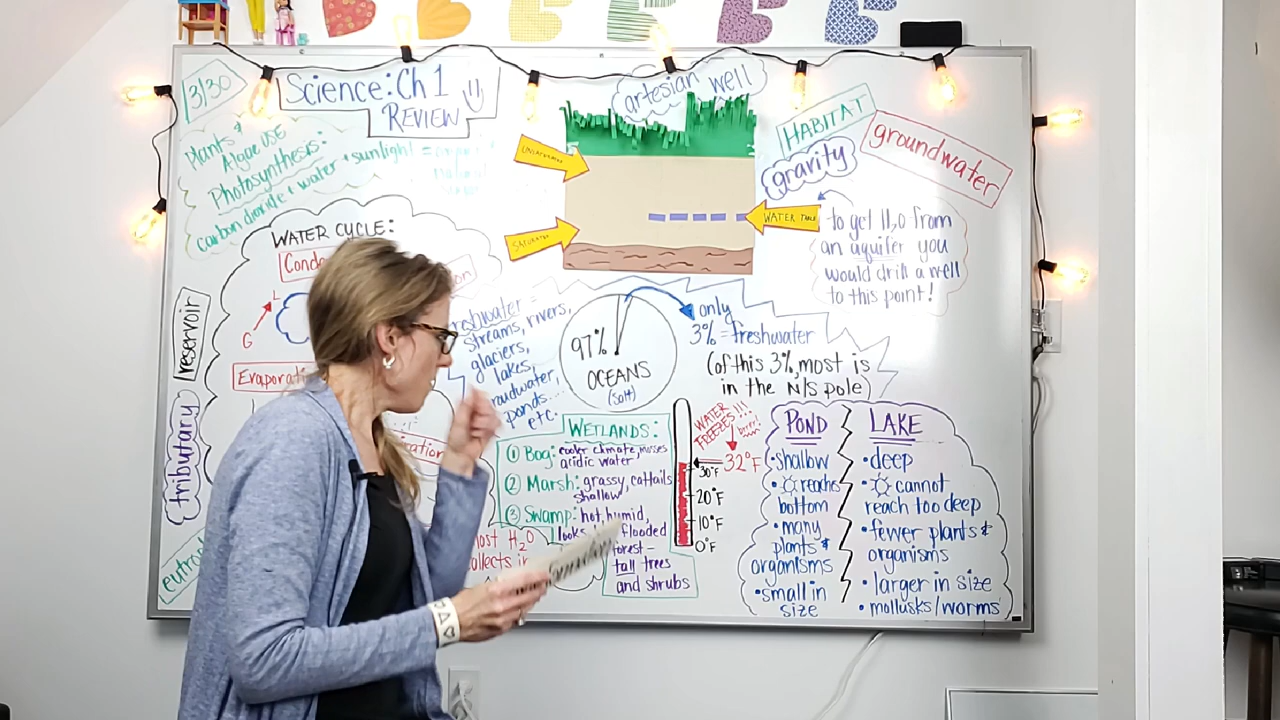 3/30
Science: Ch 1
REVIEW
Plants &
Algae USE
Photosynthesis:
carbon dioxide + water + sunlight =
WATER CYCLE:
G
L
reservoir
tributary
artesian well
UNSATURATED
SATURATED
WATER TABLE
HABITAT
gravity
groundwater
to get H2O from
an aquifer you
would drill a well
to this point!
streams, rivers,
glaciers,
lakes,
ponds...
etc.
97%
OCEANS
(salt)
only
3% = freshwater
(of this 3%, most is
in the N/S pole)
WETLANDS:
① Bog: cooler climate, mosses
acidic water
② Marsh: grassy, cattails
shallow
③ Swamp: hot, humid,
looks flooded
forest-
tall trees
and shrubs
H2O
WATER
FREEZES!!!
brrr..
32°F
30°F
20°F
10°F
0°F
POND
•shallow
•reaches
bottom
•many
plants &
organisms
•small in
size
LAKE
•deep
•cannot
reach too deep
•fewer plants &
organisms
•larger in size
•mollusks/worms